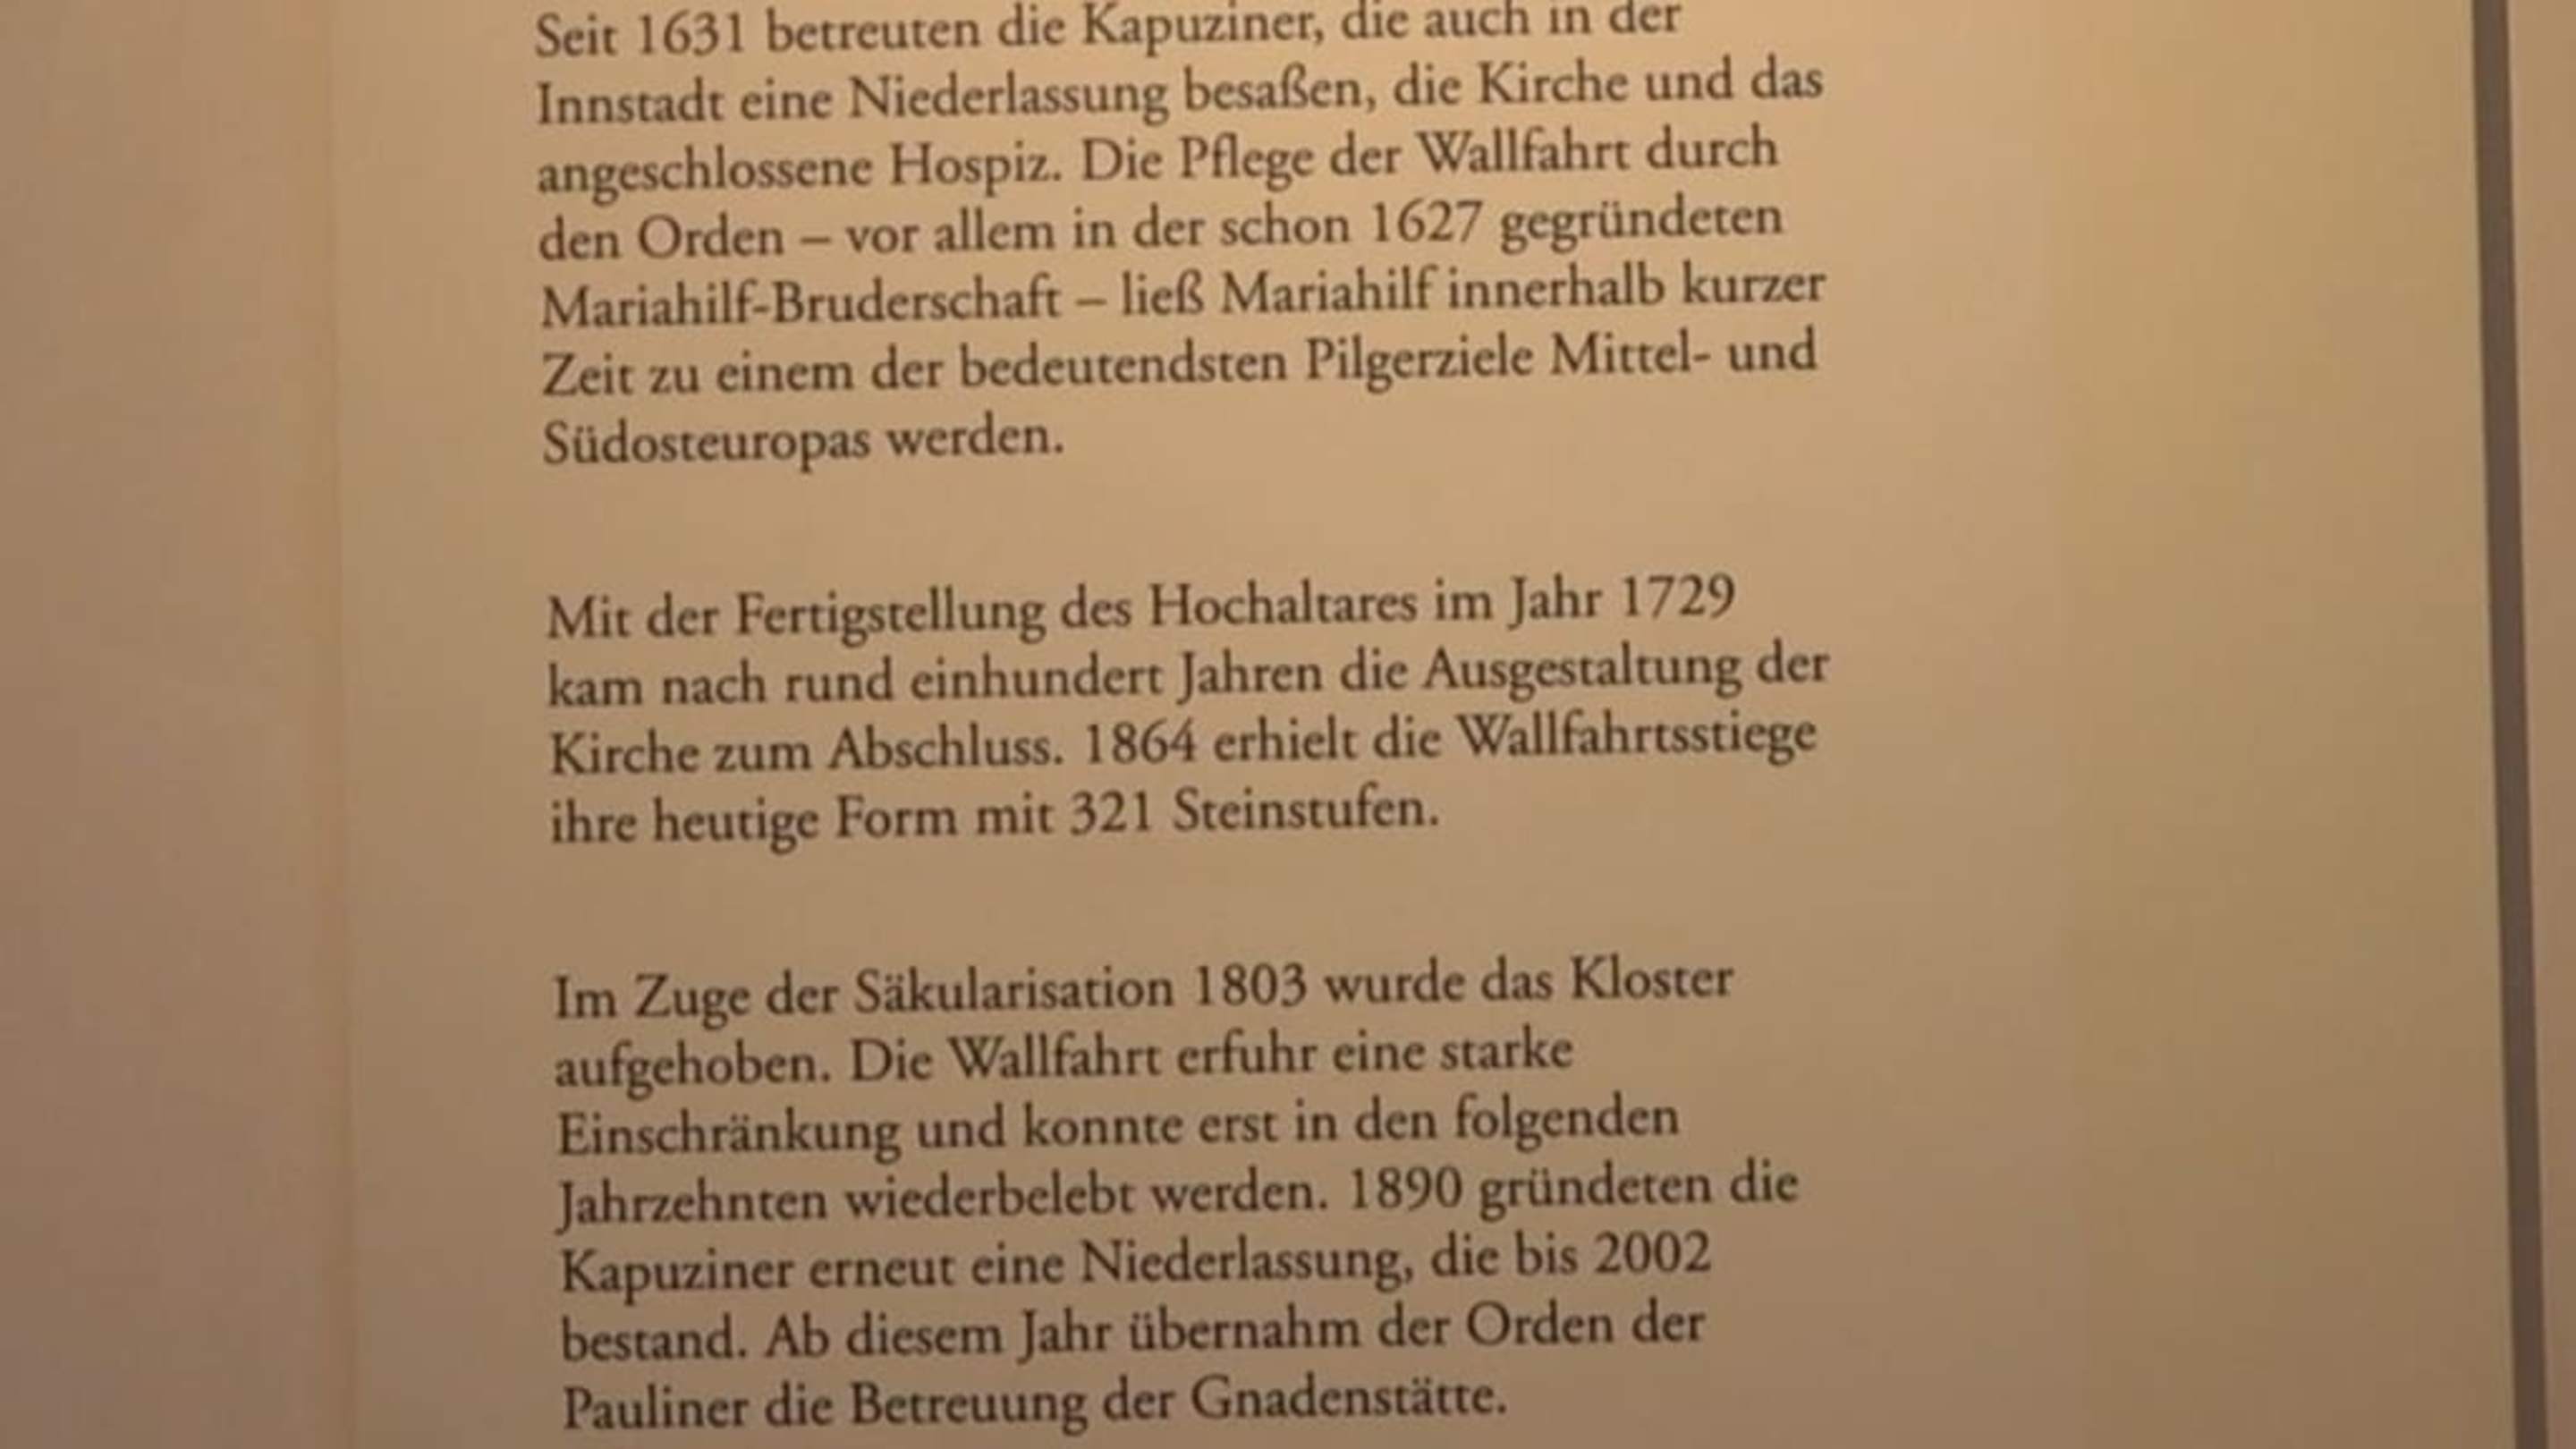 Seit 1631 betreuten die Kapuziner, die auch in der
Innstadt eine Niederlassung besaßen, die Kirche und das
angeschlossene Hospiz. Die Pflege der Wallfahrt durch
den Orden – vor allem in der schon 1627 gegründeten
Mariahilf-Bruderschaft – ließ Mariahilf innerhalb kurzer
Zeit zu einem der bedeutendsten Pilgerziele Mittel- und
Südosteuropas werden.
Mit der Fertigstellung des Hochaltares im Jahr 1729
kam nach rund einhundert Jahren die Ausgestaltung der
Kirche zum Abschluss. 1864 erhielt die Wallfahrtsstiege
ihre heutige Form mit 321 Steinstufen.
Im Zuge der Säkularisation 1803 wurde das Kloster
aufgehoben. Die Wallfahrt erfuhr eine starke
Einschränkung und konnte erst in den folgenden
Jahrzehnten wiederbelebt werden. 1890 gründeten die
Kapuziner erneut eine Niederlassung, die bis 2002
bestand. Ab diesem Jahr übernahm der Orden der
Pauliner die Betreuung der Gnadenstätte.